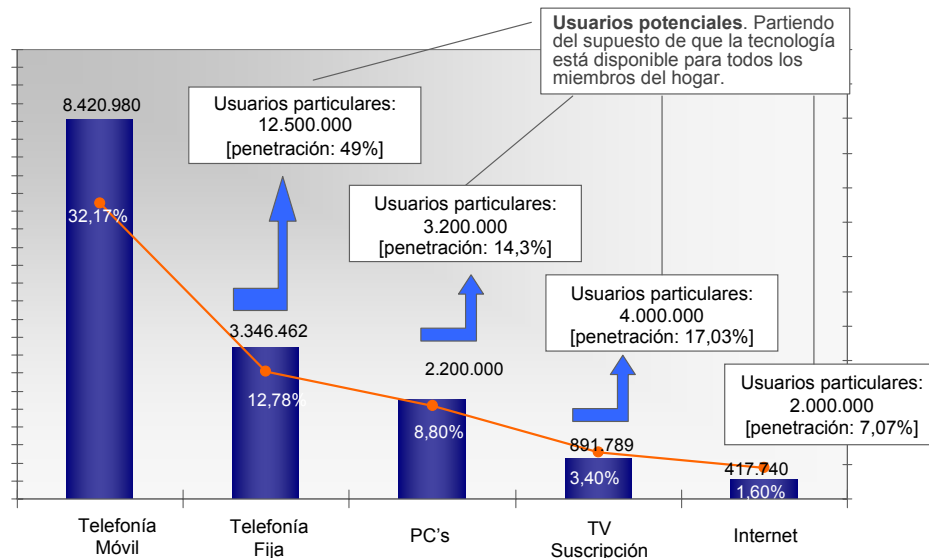 Usuarios potenciales. Partiendo
del supuesto de que la tecnología
está disponible para todos los
miembros del hogar.
8.420.980
Usuarios particulares:
12.500.000
[penetración: 49%]
Usuarios particulares:
3.200.000
[penetración: 14,3%]
32,17%
Usuarios particulares:
4.000.000
[penetración: 17,03%]
3.346.462
2.200.000
Usuarios particulares:
2.000.000
[penetración: 7,07%]
12,78%
8,80%
891.789
3,40%
417.740
1,60%
Telefonía
Móvil
Telefonía
Fija
PC's
TV
Suscripción
Internet